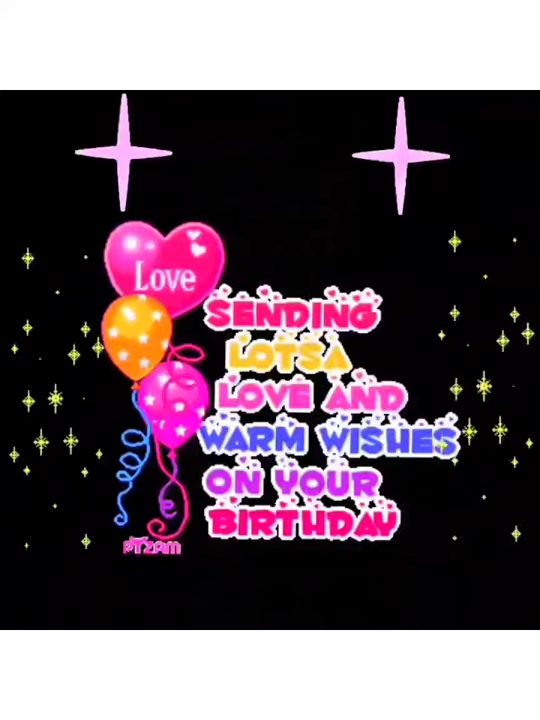 Love
SENDING
LOTSA
LOVE AND
WARM WISHES
ON YOUR
BIRTHDAY